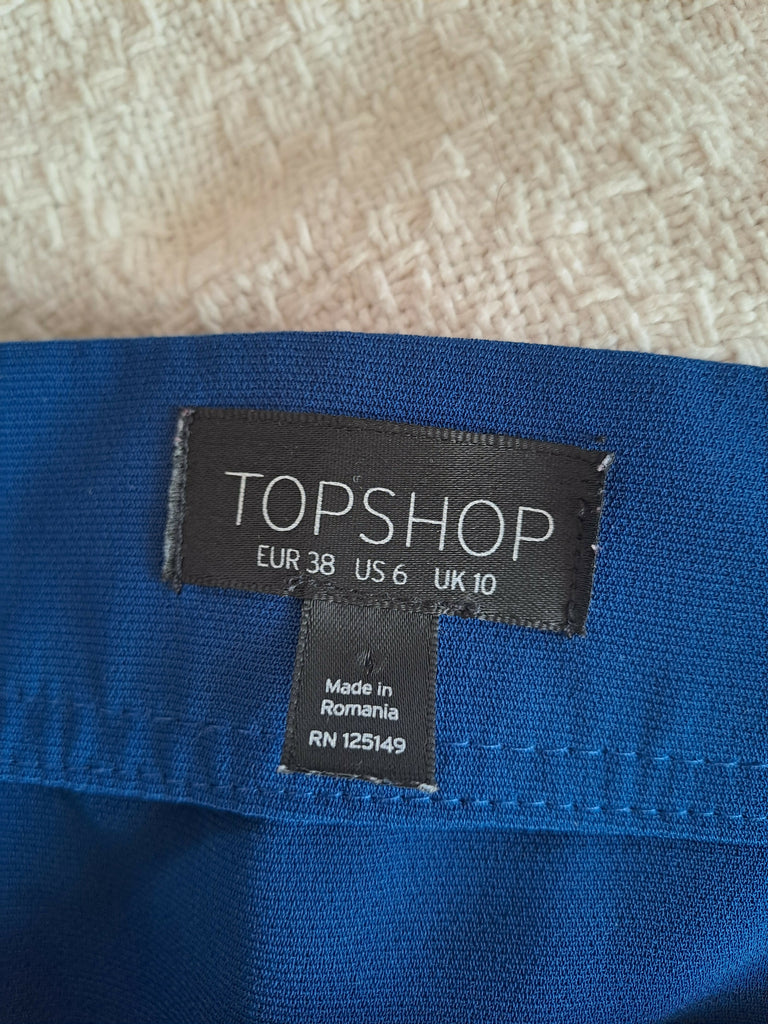 TOPSHOP
EUR 38 US 6 UK 10
Made in
Romania
RN 125149